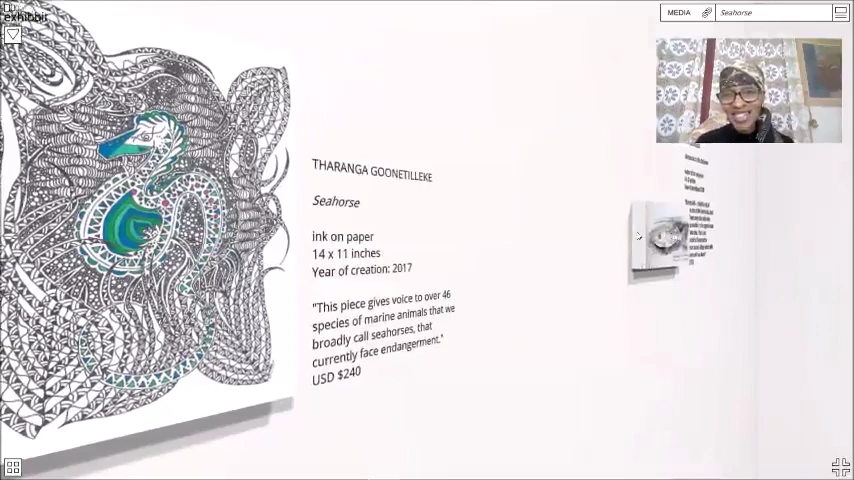 exhibbit
MEDIA
Seahorse
THARANGA GOONETILLEKE
Seahorse
ink on paper
14 x 11 inches
Year of creation: 2017
"This piece gives voice to over 46
species of marine animals that we
broadly call seahorses, that
currently face endangerment."
USD $240